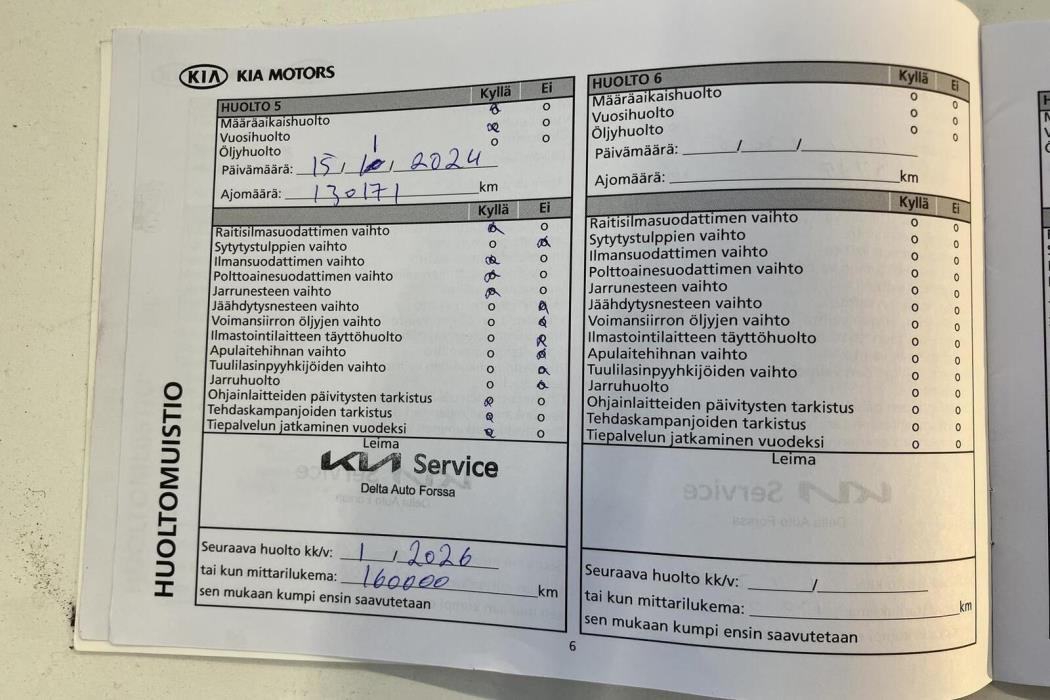 KIA KIA MOTORS
HUOLTO 5 Kyllä Ei
Määräaikaishuolto
Vuosihuolto
Öljyhuolto
Päivämäärä: 15, 1, 2024
Ajomäärä: 130171 km
Kyllä Ei
Raitisilmasuodattimen vaihto
Sytytystulppien vaihto
Ilmansuodattimen vaihto
Polttoainesuodattimen vaihto
Jarrunesteen vaihto
Jäähdytysnesteen vaihto
Voimansiirron öljyjen vaihto
Ilmastointilaitteen täyttöhuolto
Apulaitehihnan vaihto
Tuulilasinpyyhkijöiden vaihto
Jarruhuolto
Ohjainlaitteiden päivitysten tarkistus
Tehdaskampanjoiden tarkistus
Tiepalvelun jatkaminen vuodeksi
Leima
KIA Service
Delta Auto Forssa
Seuraava huolto kk/v: 1 / 2026
tai kun mittarilukema: 160000 km
sen mukaan kumpi ensin saavutetaan
HUOLTO 6 Kyllä Ei
Määräaikaishuolto
Vuosihuolto
Öljyhuolto
Päivämäärä: / /
Ajomäärä: km
Kyllä Ei
Raitisilmasuodattimen vaihto
Sytytystulppien vaihto
Ilmansuodattimen vaihto
Polttoainesuodattimen vaihto
Jarrunesteen vaihto
Jäähdytysnesteen vaihto
Voimansiirron öljyjen vaihto
Ilmastointilaitteen täyttöhuolto
Apulaitehihnan vaihto
Tuulilasinpyyhkijöiden vaihto
Jarruhuolto
Ohjainlaitteiden päivitysten tarkistus
Tehdaskampanjoiden tarkistus
Tiepalvelun jatkaminen vuodeksi
Leima
Seuraava huolto kk/v: /
tai kun mittarilukema: km
sen mukaan kumpi ensin saavutetaan
HUOLTOMUISTIO
6